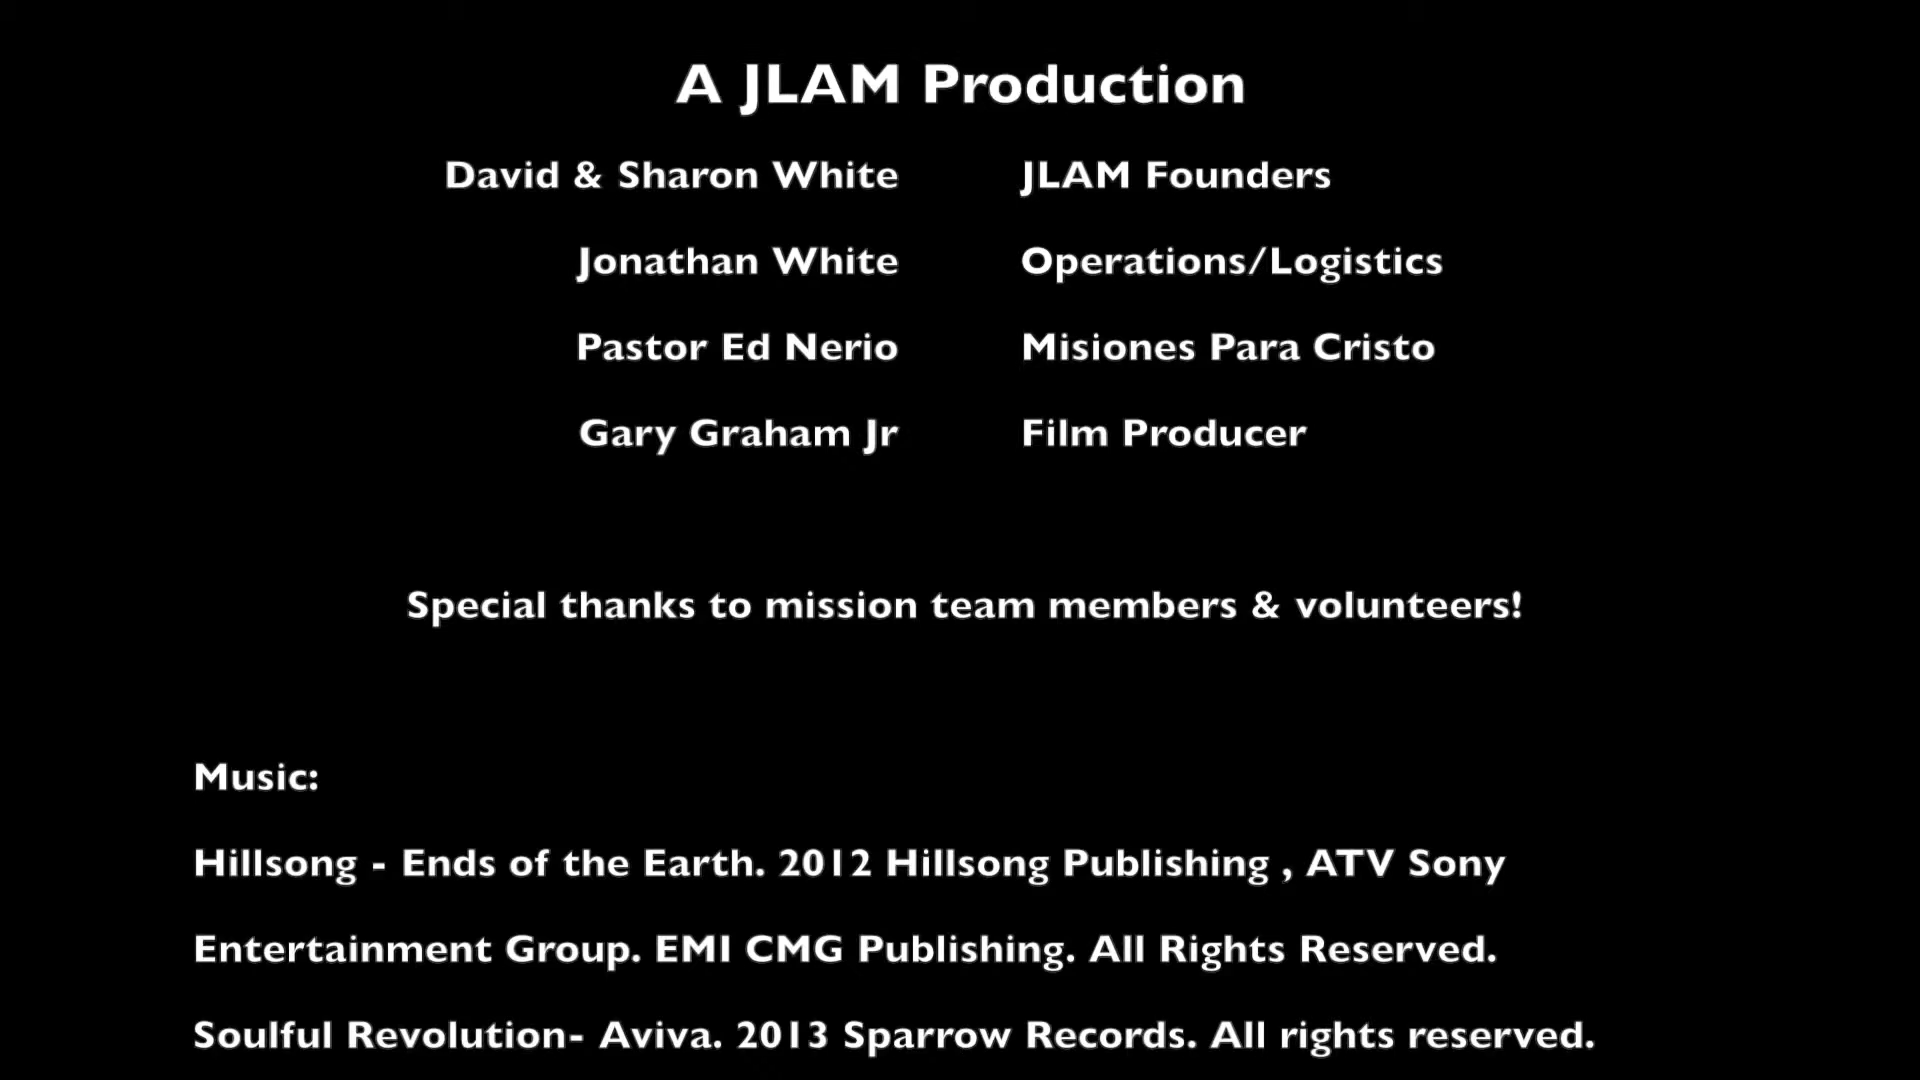 A JLAM Production
David & Sharon White JLAM Founders
Jonathan White Operations/Logistics
Pastor Ed Nerio Misiones Para Cristo
Gary Graham Jr Film Producer
Special thanks to mission team members & volunteers!
Music:
Hillsong - Ends of the Earth. 2012 Hillsong Publishing , ATV Sony
Entertainment Group. EMI CMG Publishing. All Rights Reserved.
Soulful Revolution- Aviva. 2013 Sparrow Records. All rights reserved.